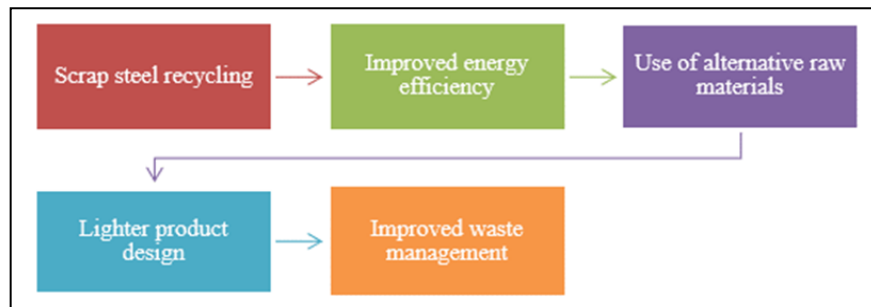 Scrap steel recycling
Improved energy
efficiency
Use of alternative raw
materials
Lighter product
design
Improved waste
management